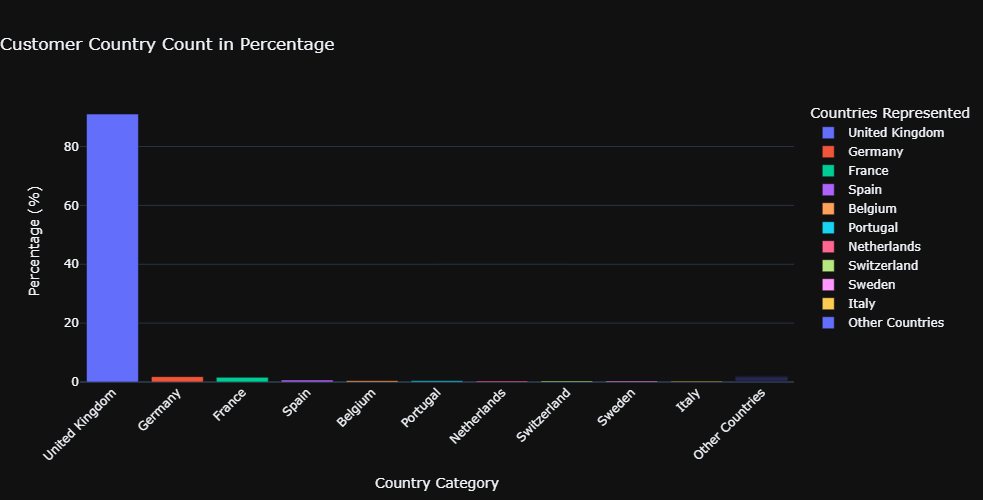 Customer Country Count in Percentage
Percentage (%)
80
60
40
20
0
United Kingdom
Germany
France
Spain
Belgium
Portugal
Netherlands
Switzerland
Sweden
Italy
Other Countries
Country Category
Countries Represented
United Kingdom
Germany
France
Spain
Belgium
Portugal
Netherlands
Switzerland
Sweden
Italy
Other Countries